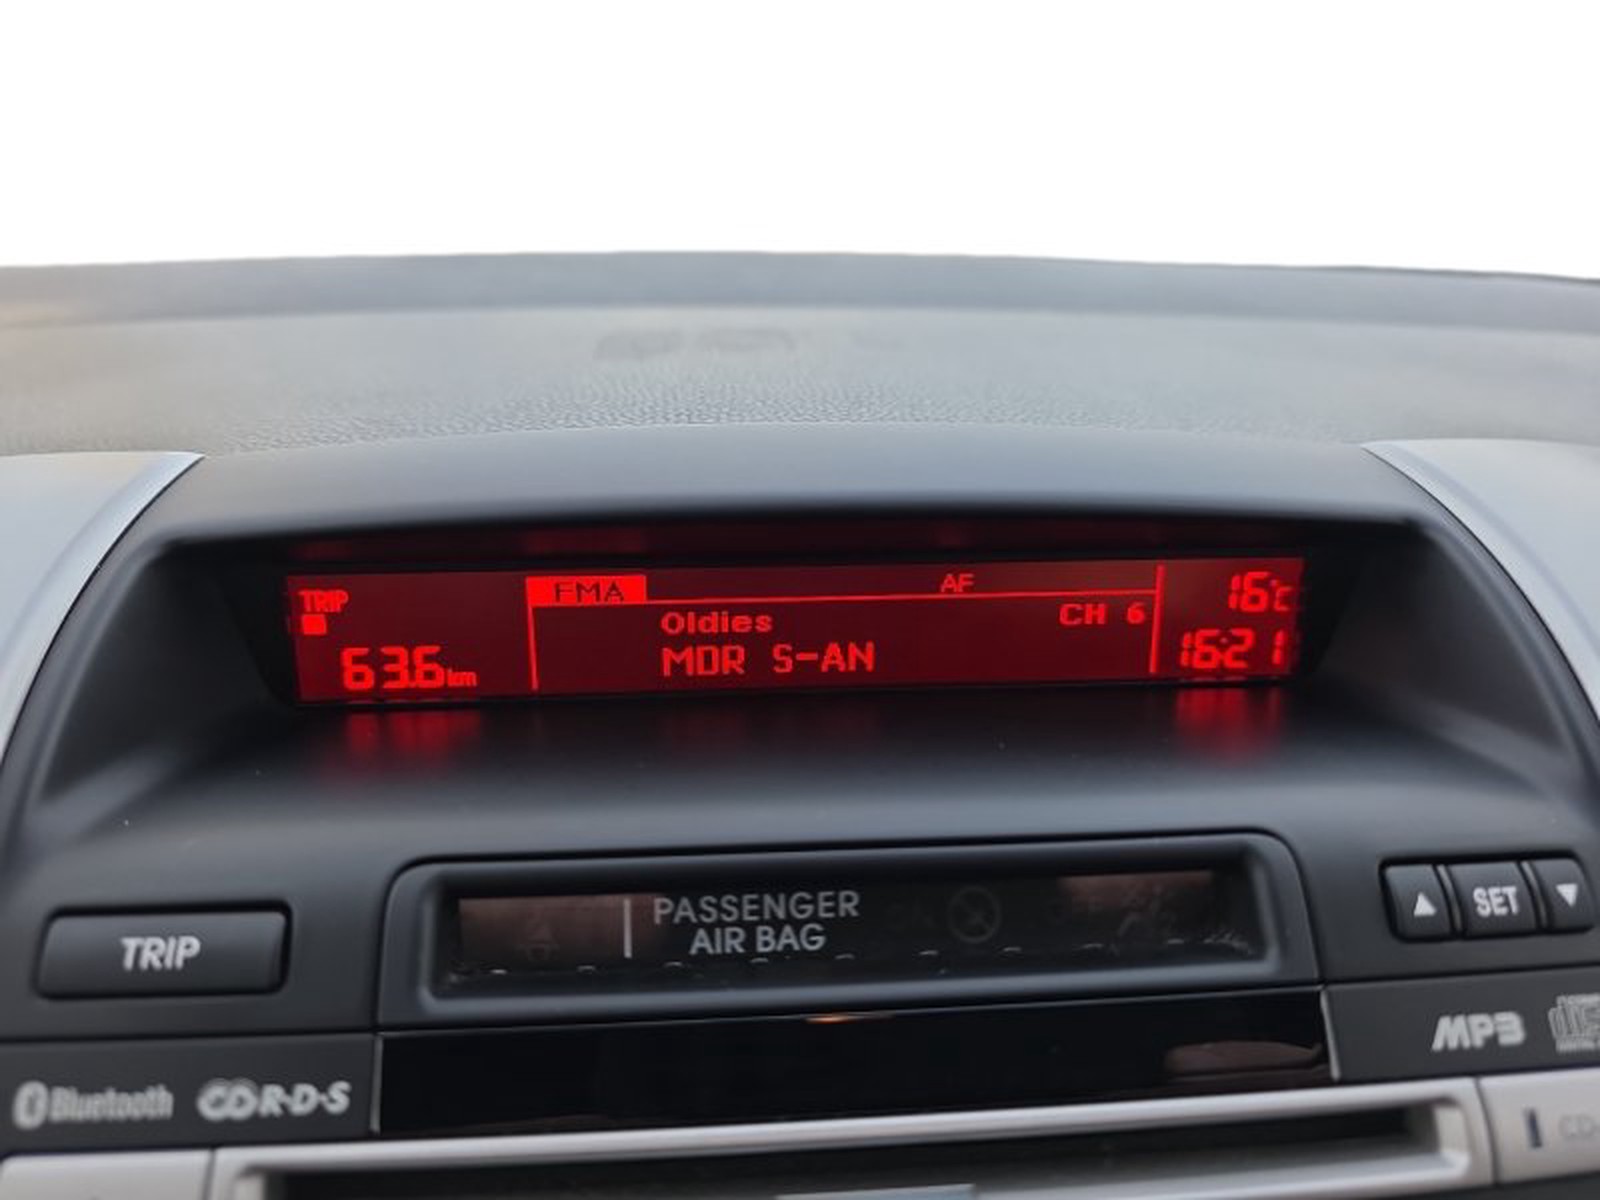 TRIP
63.6km
FMA
AF
Oldies
CH 6
MDR S-AN
16°c
16:21
PASSENGER
AIR BAG
TRIP
SET
Bluetooth
R·D·S
MP3
CD